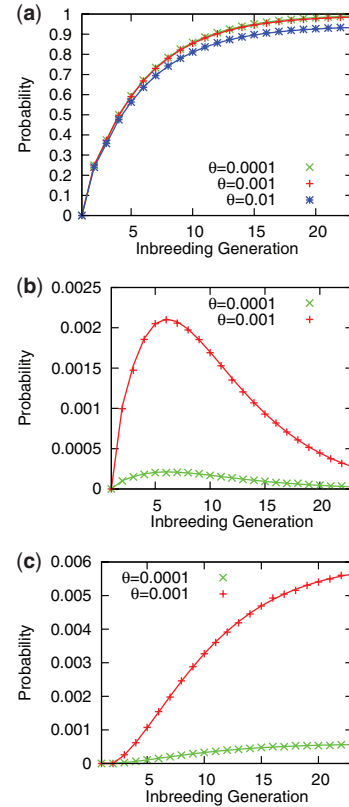 (a)
1
0.9
0.8
0.7
0.6
0.5
0.4
0.3
0.2
0.1
0
Probability
θ=0.0001
θ=0.001
θ=0.01
5 10 15 20
Inbreeding Generation
(b)
0.0025
0.002
0.0015
0.001
0.0005
0
Probability
θ=0.0001
θ=0.001
5 10 15 20
Inbreeding Generation
(c)
0.006
0.005
0.004
0.003
0.002
0.001
0
Probability
θ=0.0001
θ=0.001
5 10 15 20
Inbreeding Generation